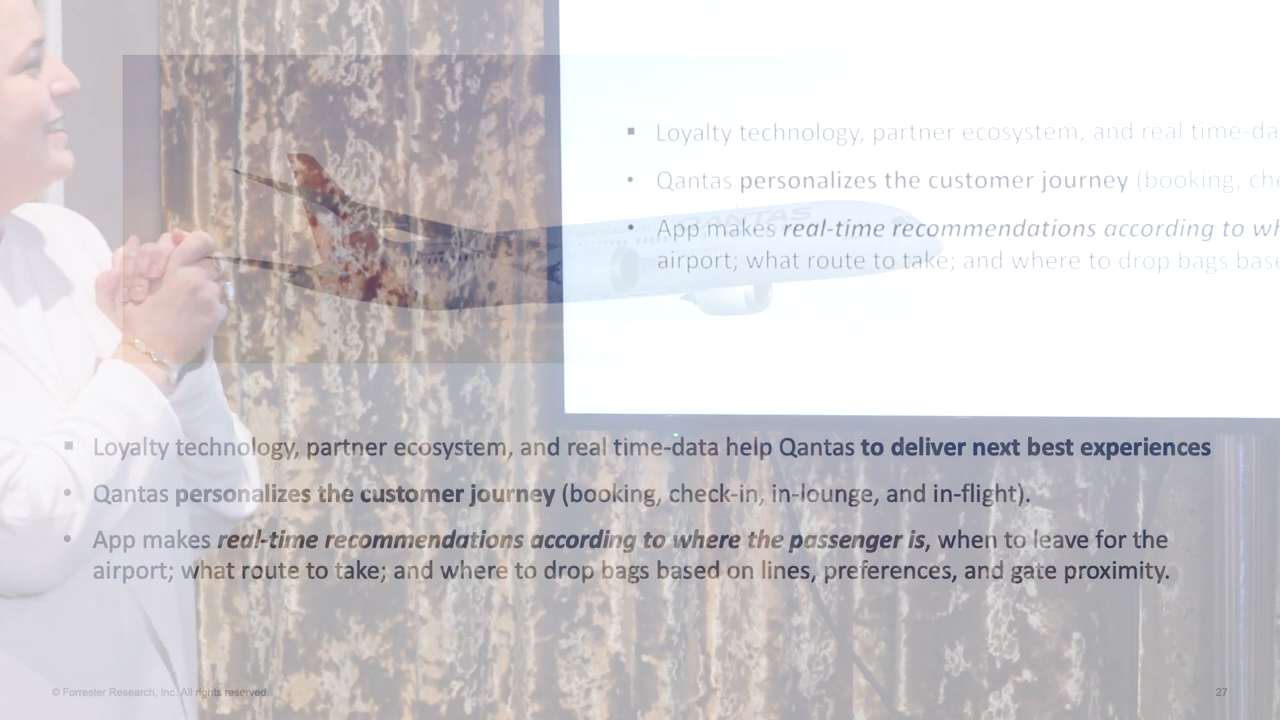 ▪ Loyalty technology, partner ecosystem, and real time-da
• Qantas personalizes the customer journey (booking, che
QANTAS
• App makes real-time recommendations according to wh
airport; what route to take; and where to drop bags base
▪ Loyalty technology, partner ecosystem, and real time-data help Qantas to deliver next best experiences
• Qantas personalizes the customer journey (booking, check-in, in-lounge, and in-flight).
• App makes real-time recommendations according to where the passenger is, when to leave for the
airport; what route to take; and where to drop bags based on lines, preferences, and gate proximity.
© Forrester Research, Inc. All rights reserved.
27